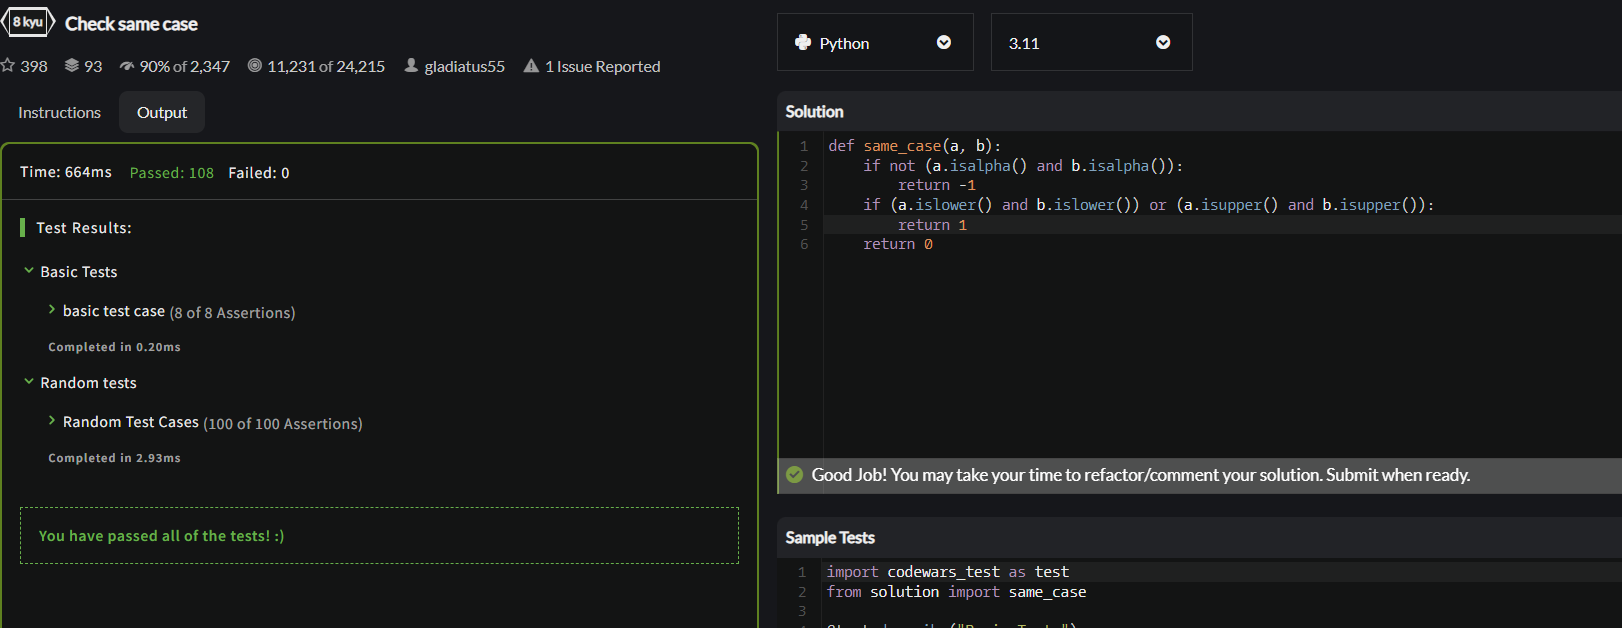 8 kyu Check same case
398 93 90% of 2,347 11,231 of 24,215 gladiatus55 1 Issue Reported
Instructions Output
Time: 664ms Passed: 108 Failed: 0
Test Results:
Basic Tests
basic test case (8 of 8 Assertions)
Completed in 0.20ms
Random tests
Random Test Cases (100 of 100 Assertions)
Completed in 2.93ms
You have passed all of the tests! :)
Python 3.11
Solution
1 def same_case(a, b):
2     if not (a.isalpha() and b.isalpha()):
3         return -1
4     if (a.islower() and b.islower()) or (a.isupper() and b.isupper()):
5         return 1
6     return 0
Good Job! You may take your time to refactor/comment your solution. Submit when ready.
Sample Tests
1 import codewars_test as test
2 from solution import same_case
3